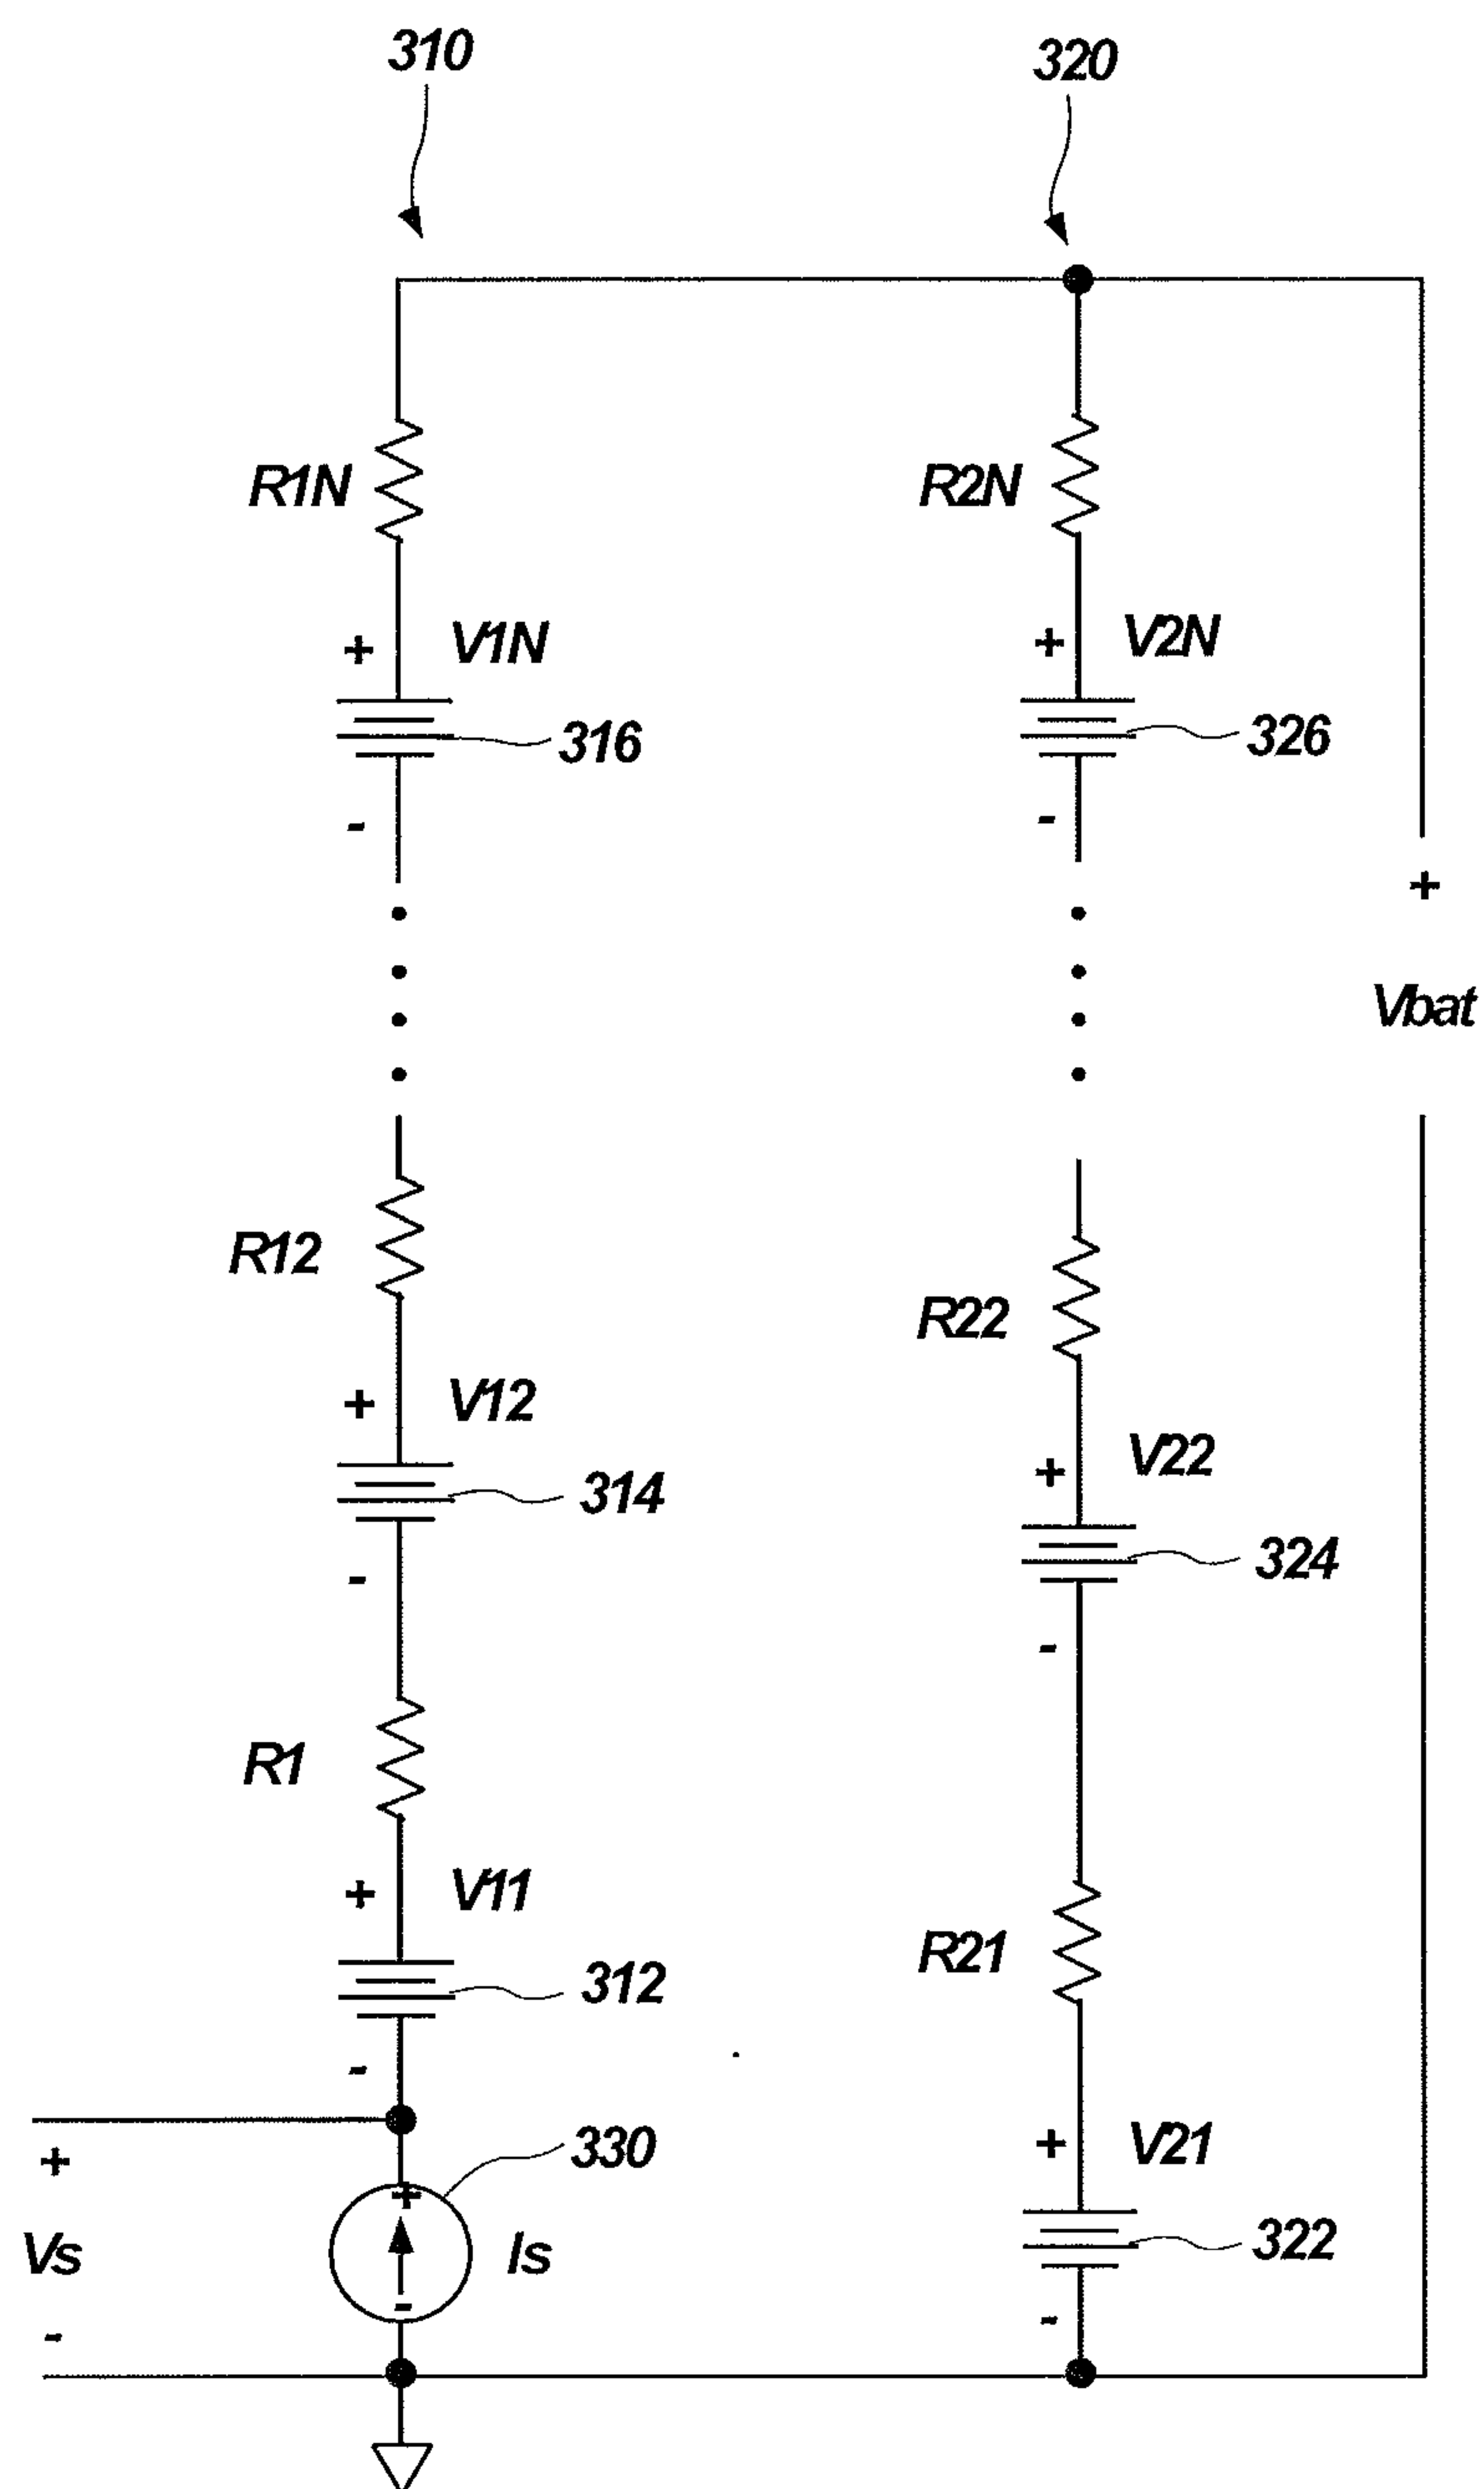 310
320
R1N
R2N
+ V1N
+ V2N
316
326
-
-
+
Vbat
R12
R22
+ V12
+ V22
314
324
-
-
R1
+ V11
R21
312
-
+ V21
+
330
+
Vs
Is
322
-
-
-